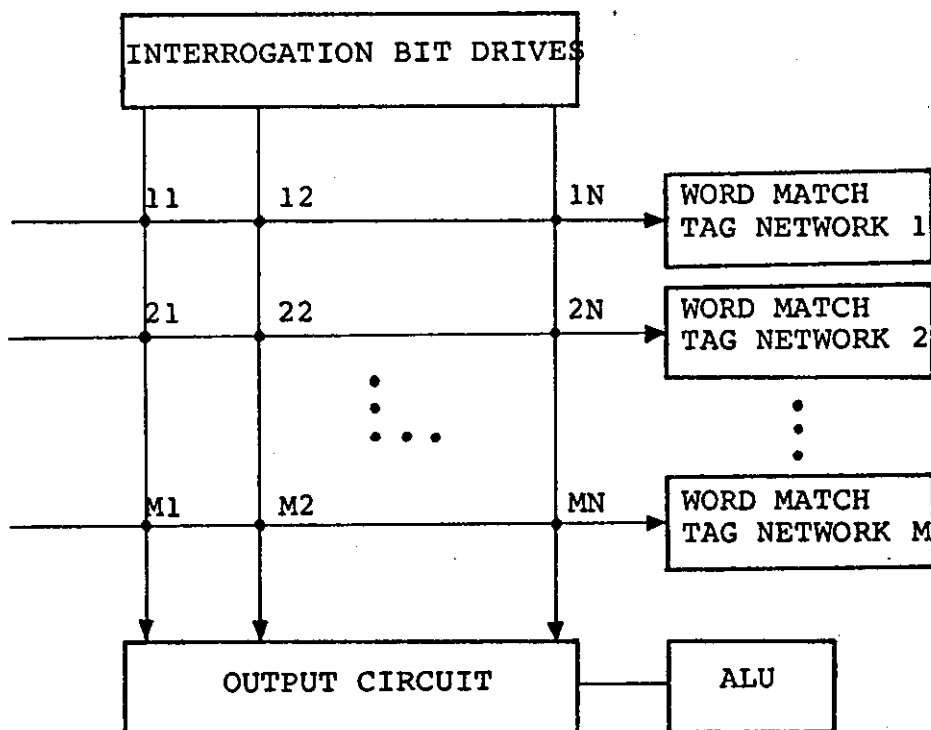 INTERROGATION BIT DRIVES
11 12 1N
WORD MATCH
TAG NETWORK 1
21 22 2N
WORD MATCH
TAG NETWORK 2
M1 M2 MN
WORD MATCH
TAG NETWORK M
OUTPUT CIRCUIT
ALU